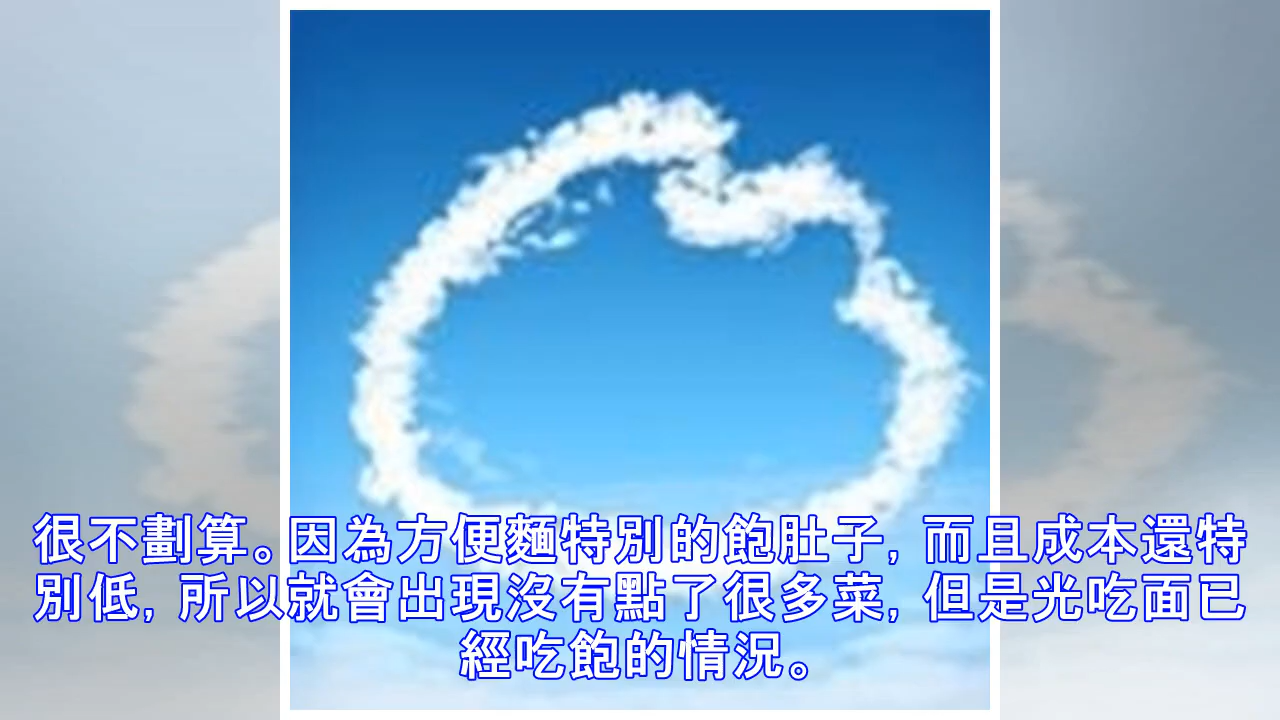 很不劃算。因為方便麵特別的飽肚子, 而且成本還特
別低, 所以就會出現沒有點了很多菜, 但是光吃面已
經吃飽的情況。